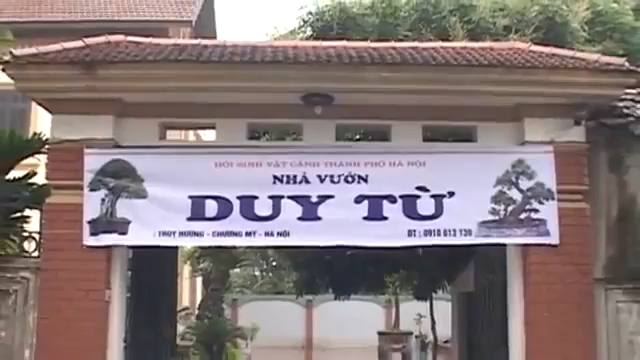 HỘI SINH VẬT CẢNH THÀNH PHỐ HÀ NỘI
NHÀ VƯỜN
DUY TỪ
: THỤY HƯƠNG - CHƯƠNG MỸ - HÀ NỘI
ĐT : 0918 013 139